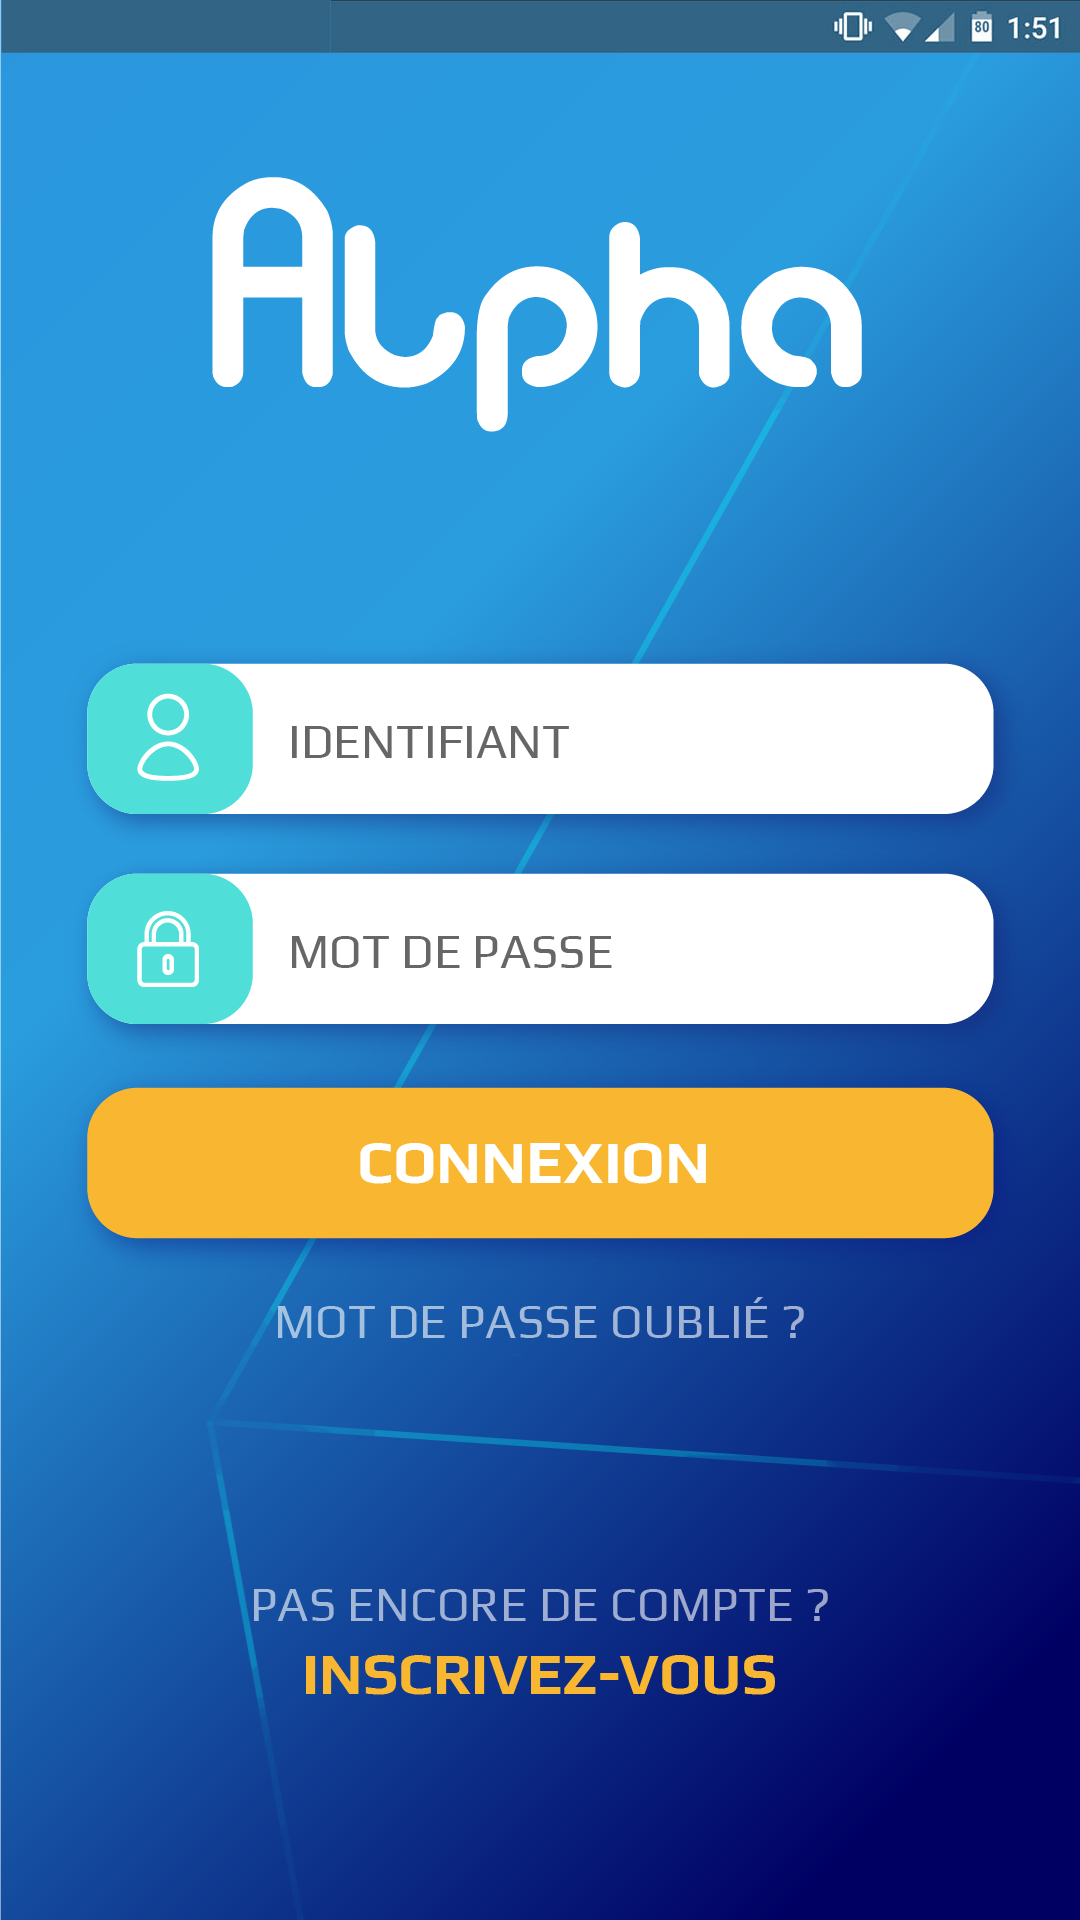 80 1:51
Alpha
IDENTIFIANT
MOT DE PASSE
CONNEXION
MOT DE PASSE OUBLIÉ ?
PAS ENCORE DE COMPTE ?
INSCRIVEZ-VOUS